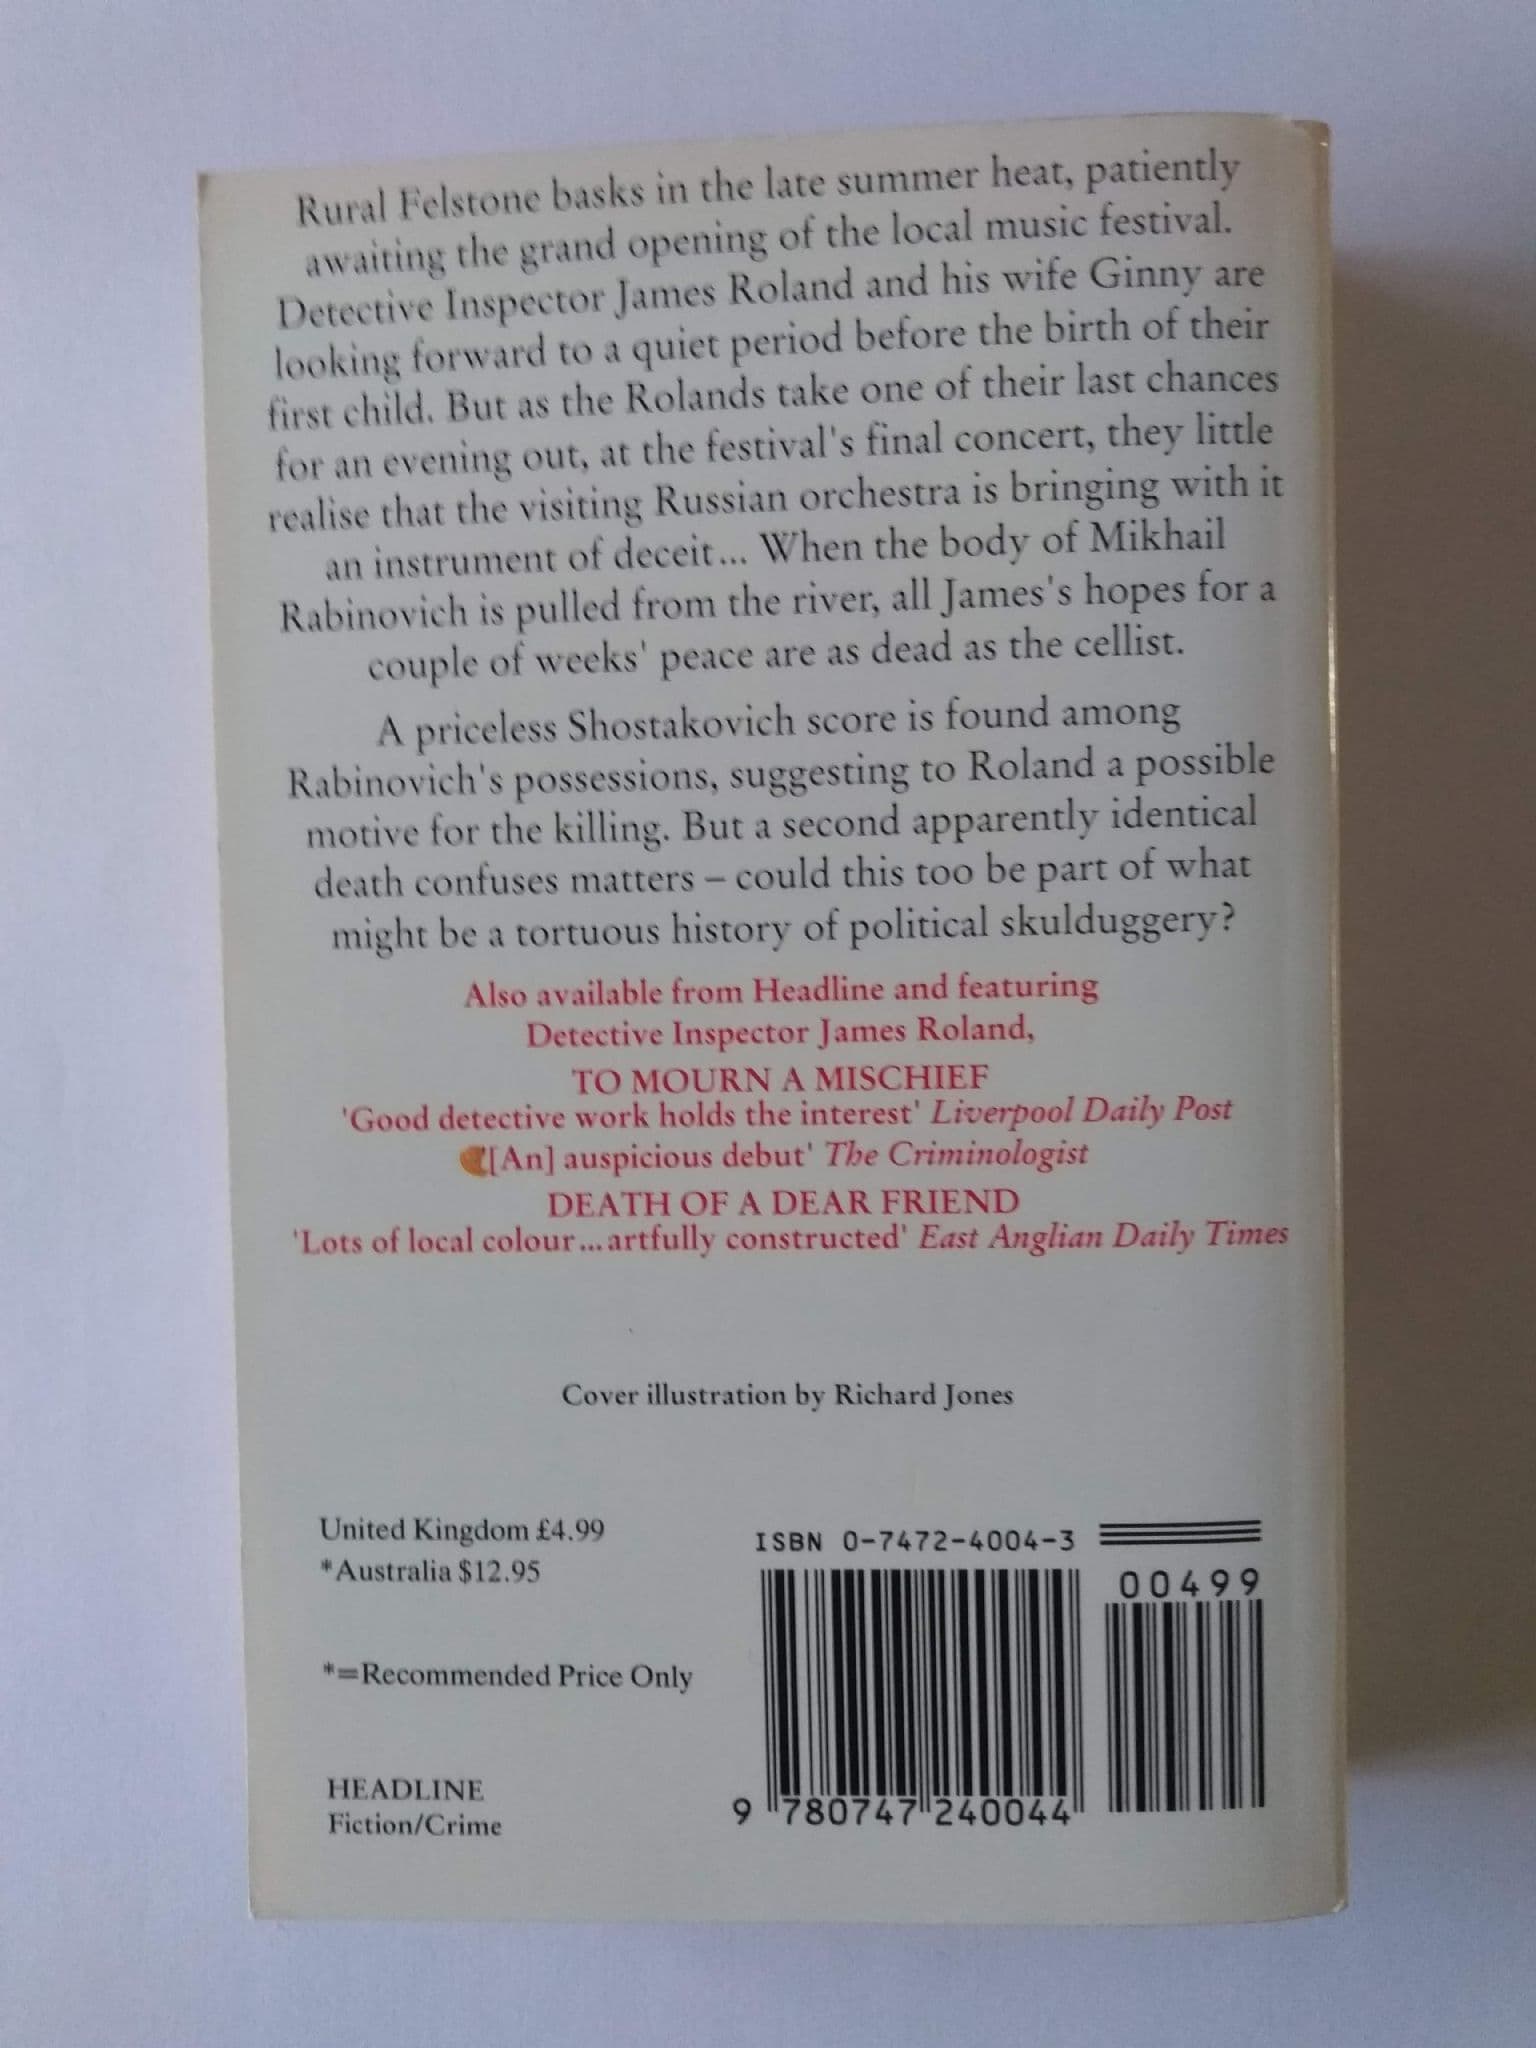 Rural Felstone basks in the late summer heat, patiently
awaiting the grand opening of the local music festival.
Detective Inspector James Roland and his wife Ginny are
looking forward to a quiet period before the birth of their
first child. But as the Rolands take one of their last chances
for an evening out, at the festival's final concert, they little
realise that the visiting Russian orchestra is bringing with it
an instrument of deceit... When the body of Mikhail
Rabinovich is pulled from the river, all James's hopes for a
couple of weeks' peace are as dead as the cellist.
A priceless Shostakovich score is found among
Rabinovich's possessions, suggesting to Roland a possible
motive for the killing. But a second apparently identical
death confuses matters – could this too be part of what
might be a tortuous history of political skulduggery?
Also available from Headline and featuring
Detective Inspector James Roland,
TO MOURN A MISCHIEF
'Good detective work holds the interest' Liverpool Daily Post
'[An] auspicious debut' The Criminologist
DEATH OF A DEAR FRIEND
'Lots of local colour...artfully constructed' East Anglian Daily Times
Cover illustration by Richard Jones
United Kingdom £4.99
*Australia $12.95
*=Recommended Price Only
HEADLINE
Fiction/Crime
ISBN 0-7472-4004-3
00499
9 780747 240044